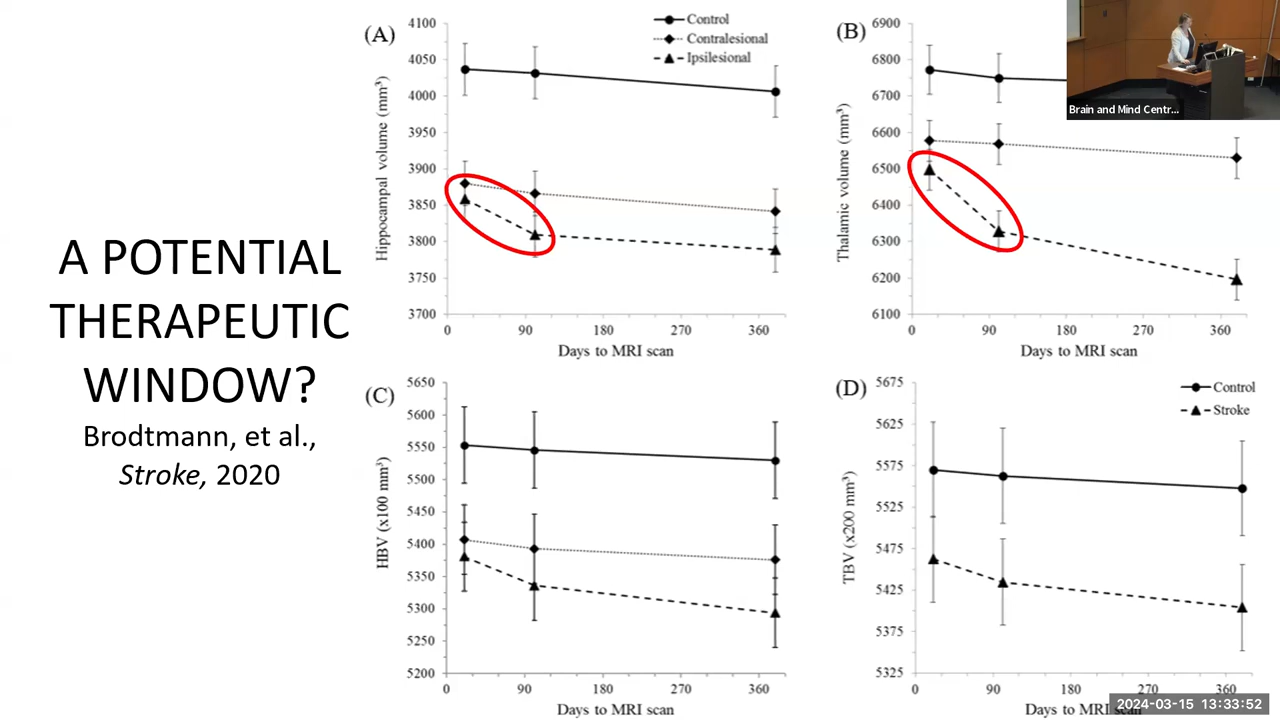 A POTENTIAL
THERAPEUTIC
WINDOW?
Brodtmann, et al.,
Stroke, 2020
(A)
Control
Contralesional
Ipsilesional
Hippocampal volume (mm³)
4100
4050
4000
3950
3900
3850
3800
3750
3700
0 90 180 270 360
Days to MRI scan
(B)
Thalamic volume (mm³)
6900
6800
6700
6600
6500
6400
6300
6200
6100
0 90 180 270 360
Days to MRI scan
Brain and Mind Centr...
(C)
HBV (x100 mm³)
5650
5600
5550
5500
5450
5400
5350
5300
5250
5200
0 90 180 270 360
Days to MRI scan
(D)
Control
Stroke
TBV (x200 mm³)
5675
5625
5575
5525
5475
5425
5375
5325
0 90 180 270 360
Days to MRI scan
2024-03-15 13:33:52